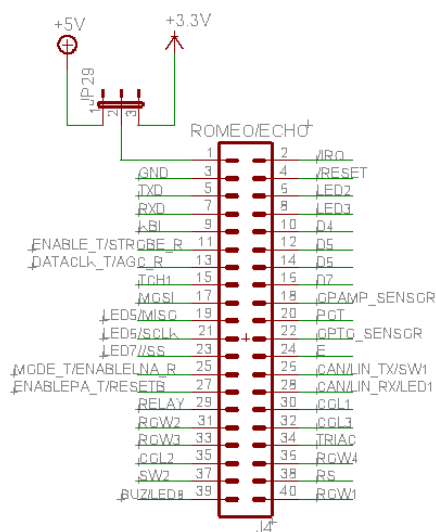 +5V
+3.3V
JP29
1
2
3
ROMEO/ECHO
1 2 /IRQ
GND 3 4 /RESET
TXD 5 6 LED2
RXD 7 8 LED3
KBI 9 10 D4
ENABLE_T/STROBE_R 11 12 D5
DATACLK_T/AGC_R 13 14 D6
TCH1 15 16 D7
MOSI 17 18 OPAMP_SENSOR
LED5/MISO 19 20 POT
LED6/SCLK 21 22 OPTO_SENSOR
LED7//SS 23 24 E
MODE_T/ENABLELNA_R 25 26 CAN/LIN_TX/SW1
ENABLEPA_T/RESETB 27 28 CAN/LIN_RX/LED1
RELAY 29 30 COL1
ROW2 31 32 COL3
ROW3 33 34 TRIAC
COL2 35 36 ROW4
SW2 37 38 RS
BUZ/LED8 39 40 ROW1
J4